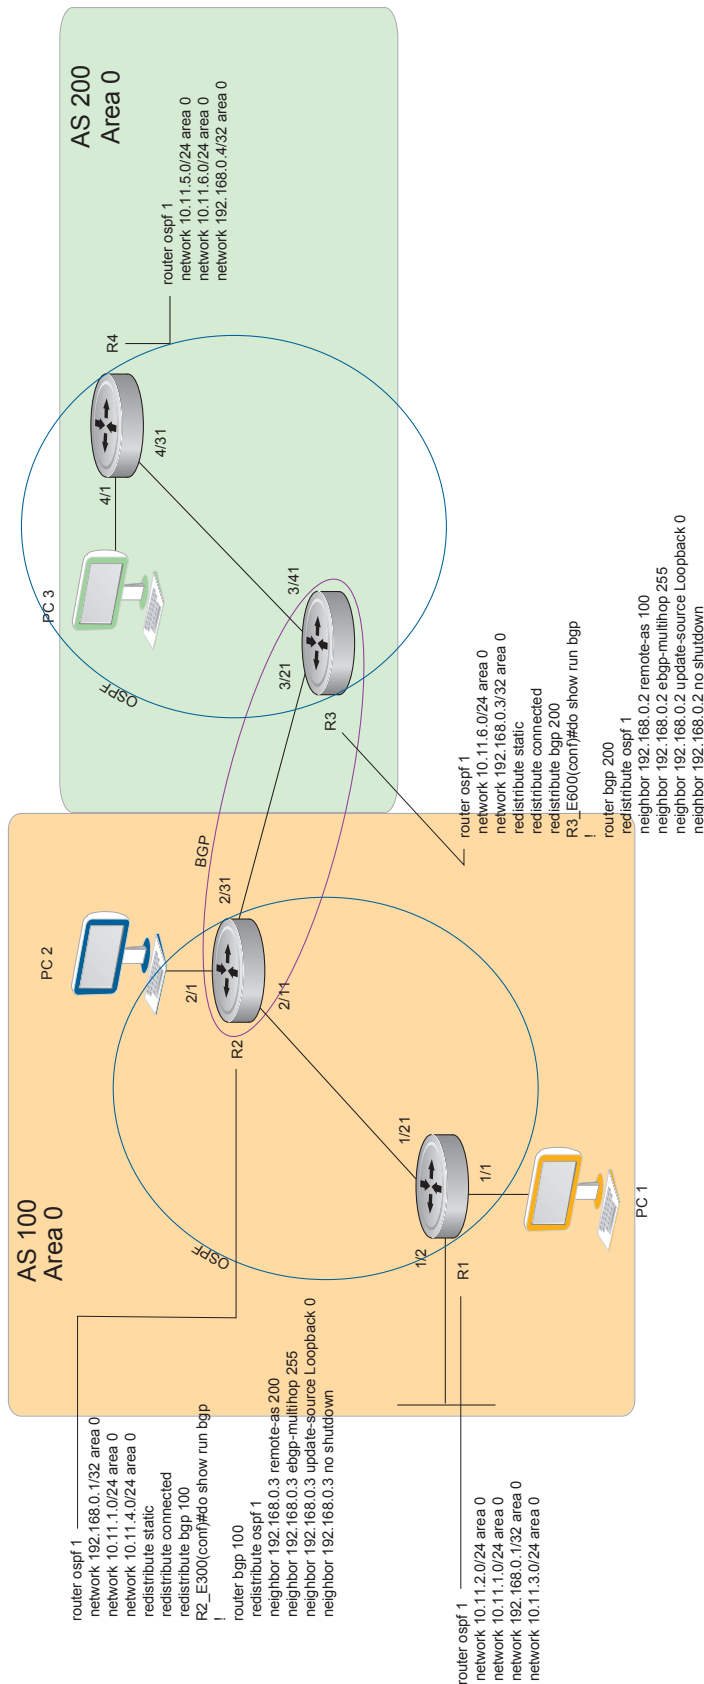 AS 100
Area 0
AS 200
Area 0
router ospf 1
network 192.168.0.1/32 area 0
network 10.11.1.0/24 area 0
network 10.11.4.0/24 area 0
redistribute static
redistribute connected
redistribute bgp 100
R2_E300(conf)#do show run bgp
!
router bgp 100
redistribute ospf 1
neighbor 192.168.0.3 remote-as 200
neighbor 192.168.0.3 ebgp-multihop 255
neighbor 192.168.0.3 update-source Loopback 0
neighbor 192.168.0.3 no shutdown
router ospf 1
network 10.11.2.0/24 area 0
network 10.11.1.0/24 area 0
network 192.168.0.1/32 area 0
network 10.11.3.0/24 area 0
OSPF
R1
1/2
1/21
1/1
PC 1
R2
2/1
2/11
2/31
PC 2
BGP
R3
3/21
3/41
router ospf 1
network 10.11.6.0/24 area 0
network 192.168.0.3/32 area 0
redistribute static
redistribute connected
redistribute bgp 200
R3_E600(conf)#do show run bgp
!
router bgp 200
redistribute ospf 1
neighbor 192.168.0.2 remote-as 100
neighbor 192.168.0.2 ebgp-multihop 255
neighbor 192.168.0.2 update-source Loopback 0
neighbor 192.168.0.2 no shutdown
OSPF
PC 3
4/1
4/31
R4
router ospf 1
network 10.11.5.0/24 area 0
network 10.11.6.0/24 area 0
network 192.168.0.4/32 area 0